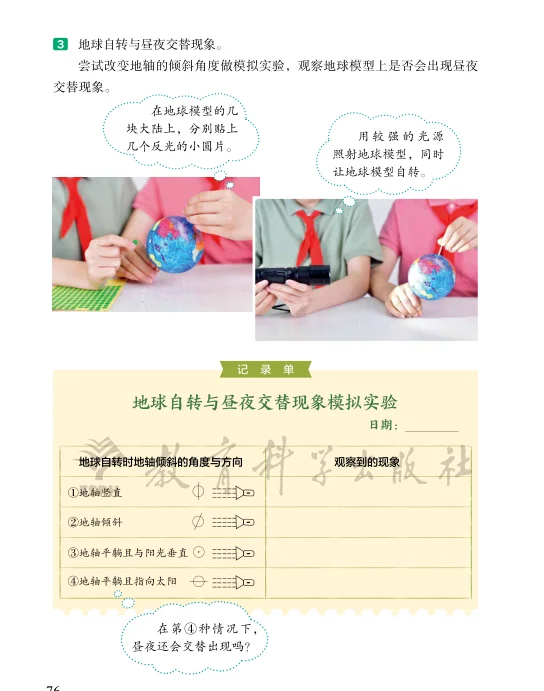 3 地球自转与昼夜交替现象。
尝试改变地轴的倾斜角度做模拟实验，观察地球模型上是否会出现昼夜
交替现象。
在地球模型的几
块大陆上，分别贴上
几个反光的小圆片。
用较强的光源
照射地球模型，同时
让地球模型自转。
记录单
地球自转与昼夜交替现象模拟实验
日期：
教育科学出版社
地球自转时地轴倾斜的角度与方向 观察到的现象
①地轴竖直
②地轴倾斜
③地轴平躺且与阳光垂直
④地轴平躺且指向太阳
在第④种情况下，
昼夜还会交替出现吗？
76